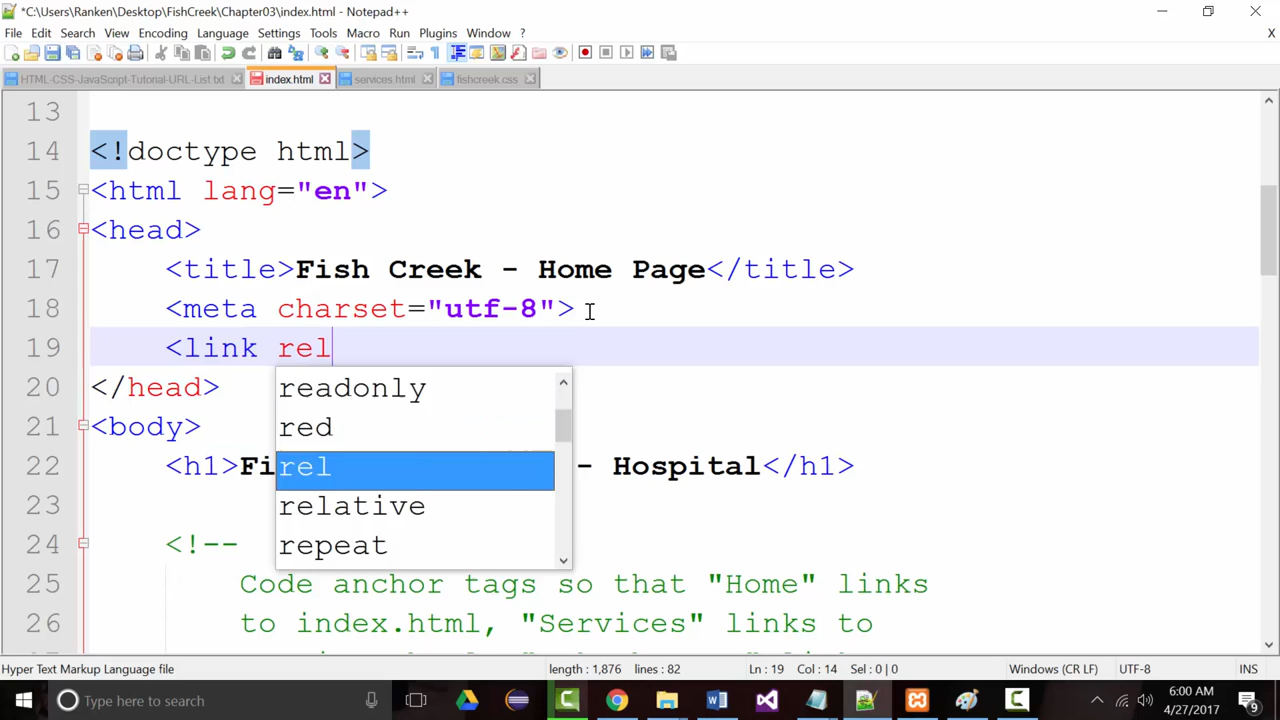 *C:\Users\Ranken\Desktop\FishCreek\Chapter03\index.html - Notepad++
File Edit Search View Encoding Language Settings Tools Macro Run Plugins Window ? X
HTML-CSS-JavaScript-Tutorial-URL-List.txt index.html services.html fishcreek.css
13
14 <!doctype html>
15 <html lang="en">
16 <head>
17 <title>Fish Creek - Home Page</title>
18 <meta charset="utf-8">
19 <link rel
readonly
20 </head>
red
21 <body>
rel
22 <h1>Fi - Hospital</h1>
relative
23
repeat
24 <!--
25 Code anchor tags so that "Home" links
26 to index.html, "Services" links to
Hyper Text Markup Language file length : 1,876 lines : 82 Ln : 19 Col : 14 Sel : 0 | 0 Windows (CR LF) UTF-8 INS
Type here to search
6:00 AM
4/27/2017
9